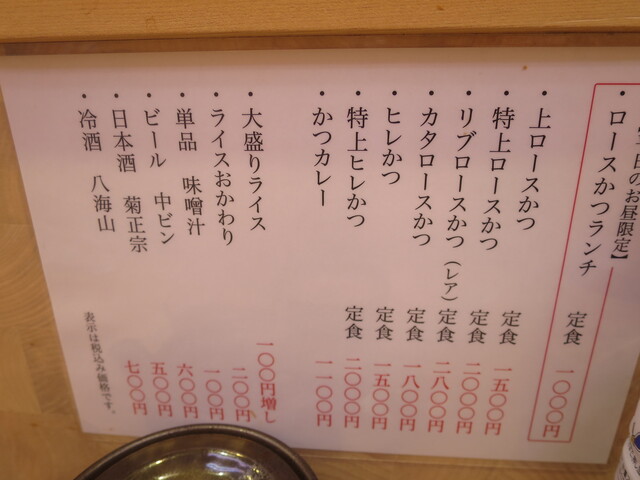 日のお昼限定】
・ロースかつランチ 定食 一〇〇〇円
・上ロースかつ 定食 一五〇〇円
・特上ロースかつ 定食 二〇〇〇円
・リブロースかつ（レア） 定食 二八〇〇円
・カタロースかつ 定食 一八〇〇円
・ヒレかつ 定食 一五〇〇円
・特上ヒレかつ 定食 二〇〇〇円
・かつカレー 一一〇〇円
・大盛りライス 一〇〇円増し
・ライスおかわり 二〇〇円
・単品 味噌汁 一〇〇円
・ビール 中ビン 六〇〇円
・日本酒 菊正宗 五〇〇円
・冷酒 八海山 七〇〇円
表示は税込み価格です。